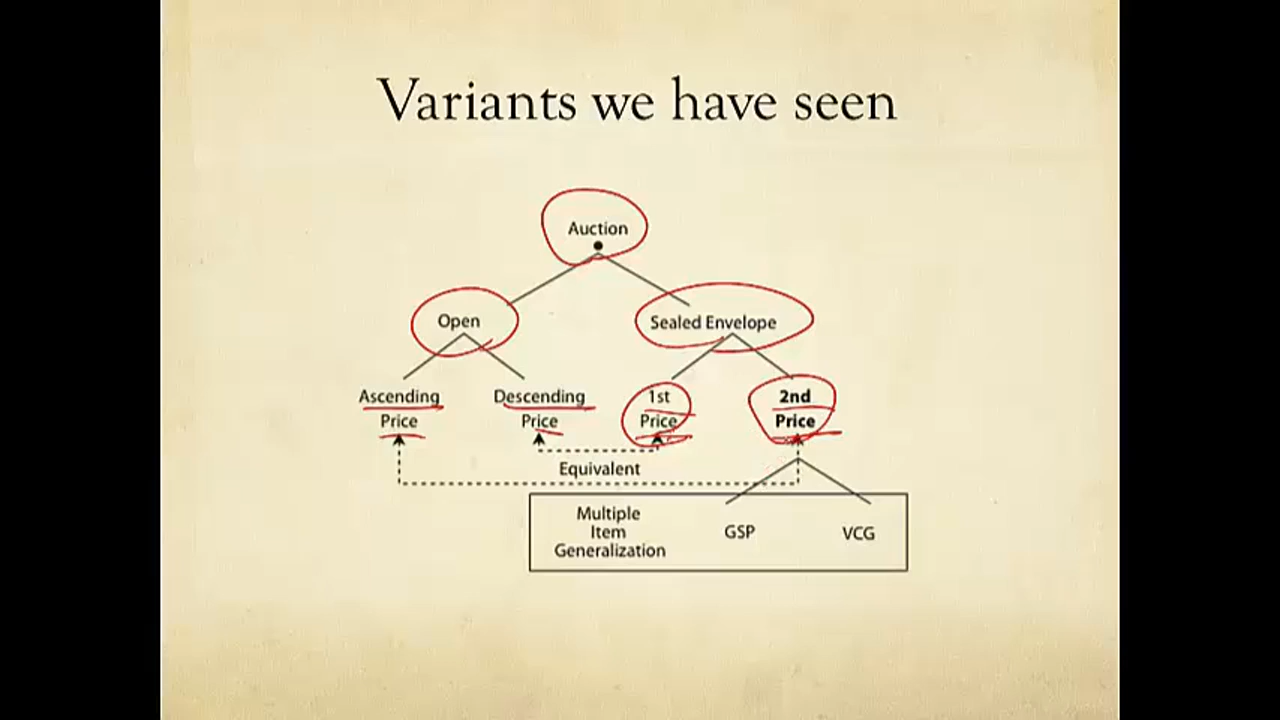 Variants we have seen
Auction
Open
Sealed Envelope
Ascending
Price
Descending
Price
1st
Price
2nd
Price
Equivalent
Multiple
Item
Generalization
GSP
VCG